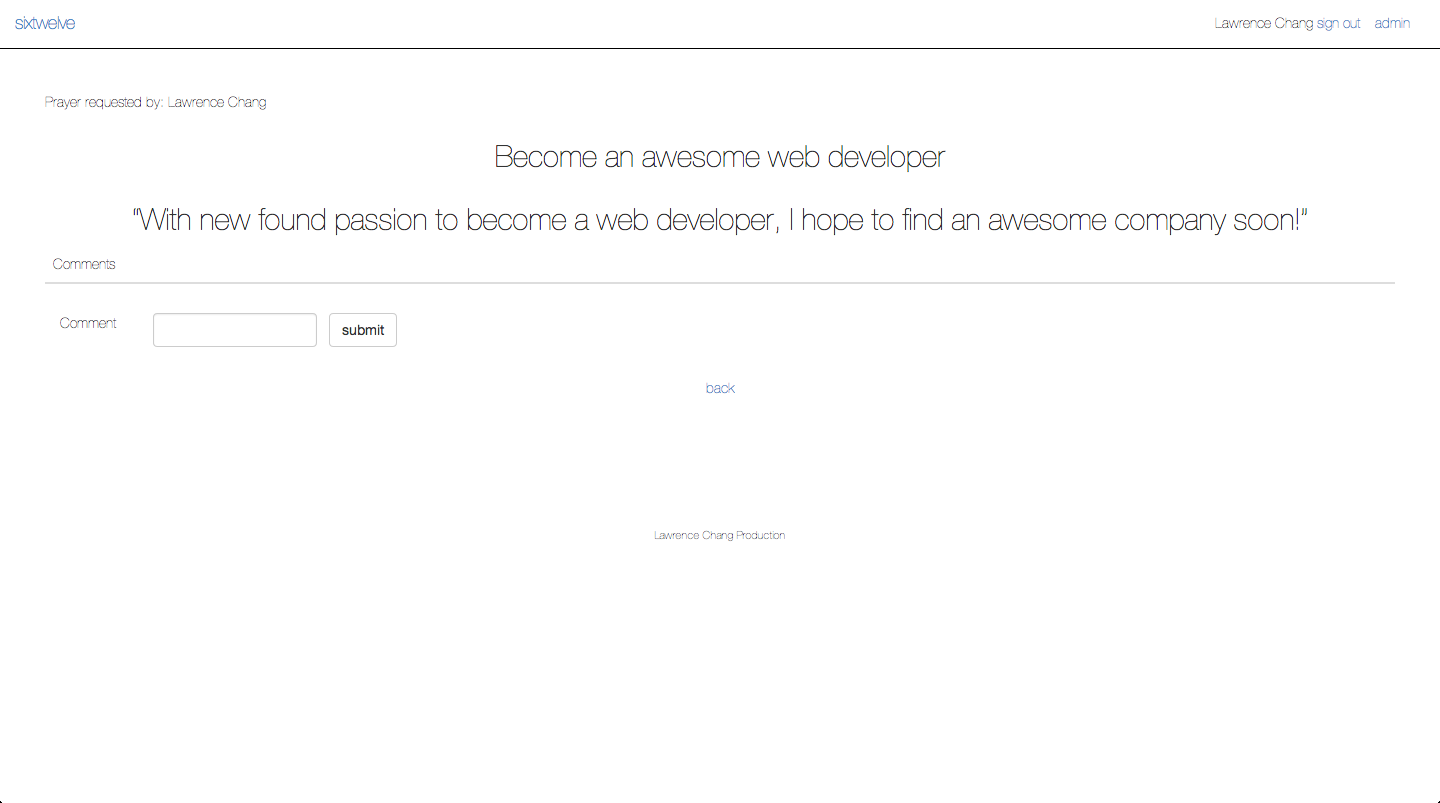 sixtwelve
Lawrence Chang sign out admin
Prayer requested by: Lawrence Chang
Become an awesome web developer
“With new found passion to become a web developer, I hope to find an awesome company soon!”
Comments
Comment
submit
back
Lawrence Chang Production